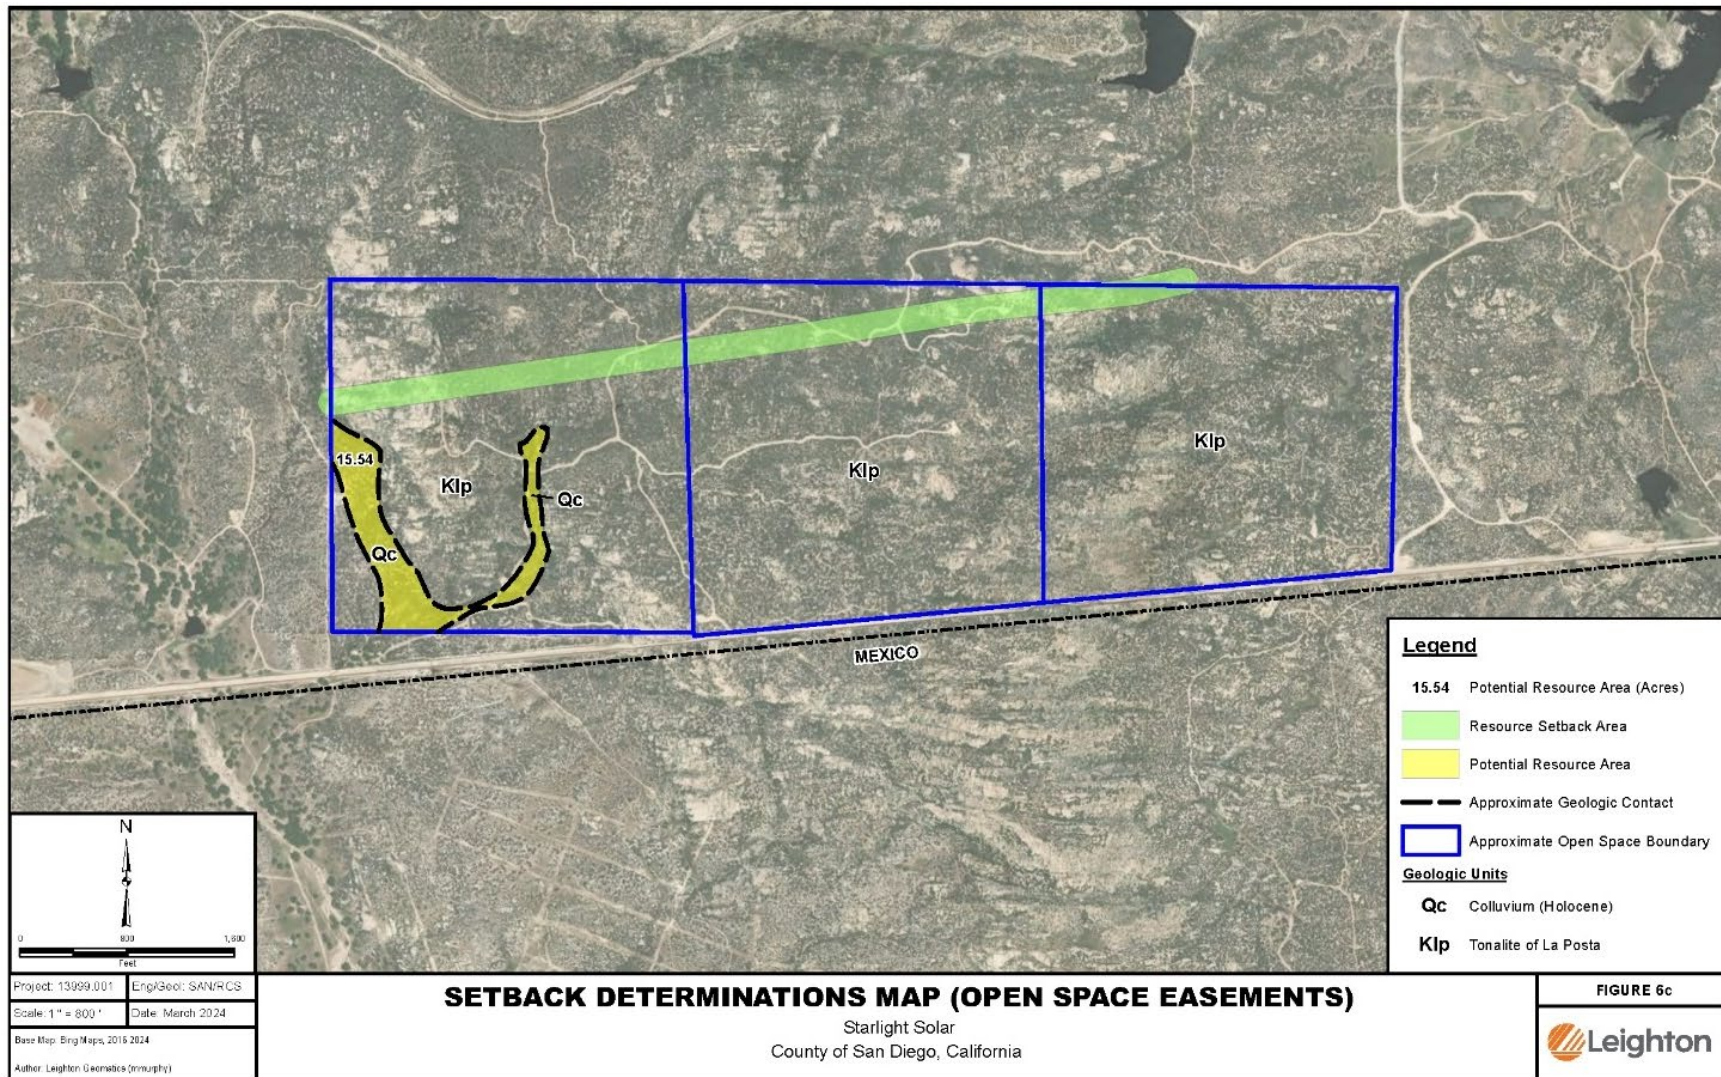 15.54
Klp
Qc
Qc
Klp
Klp
MEXICO
Legend
15.54 Potential Resource Area (Acres)
Resource Setback Area
Potential Resource Area
Approximate Geologic Contact
Approximate Open Space Boundary
Geologic Units
Qc Colluvium (Holocene)
Klp Tonalite of La Posta
N
0 800 1,600
Feet
Project: 13999.001 Eng/Geol: SAN/RCS
Scale: 1" = 800' Date: March 2024
Base Map: Bing Maps, 2016 2024
Author: Leighton Geomatics (mmurphy)
SETBACK DETERMINATIONS MAP (OPEN SPACE EASEMENTS)
Starlight Solar
County of San Diego, California
FIGURE 6c
Leighton